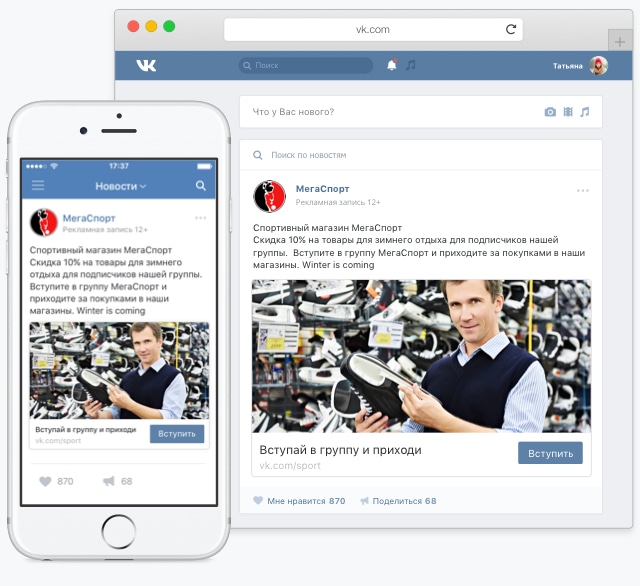 vk.com
Поиск
Татьяна
Что у Вас нового?
Поиск по новостям
МегаСпорт
Рекламная запись 12+
Спортивный магазин МегаСпорт
Скидка 10% на товары для зимнего отдыха для подписчиков нашей
группы. Вступите в группу МегаСпорт и приходите за покупками в наши
магазины. Winter is coming
Вступай в группу и приходи
vk.com/sport
Вступить
Мне нравится 870
Поделиться 68
17:37
Новости
МегаСпорт
Рекламная запись 12+
Спортивный магазин МегаСпорт
Скидка 10% на товары для зимнего
отдыха для подписчиков нашей группы.
Вступите в группу МегаСпорт и
приходите за покупками в наши
магазины. Winter is coming
Вступай в группу и приходи
vk.com/sport
Вступить
870
68